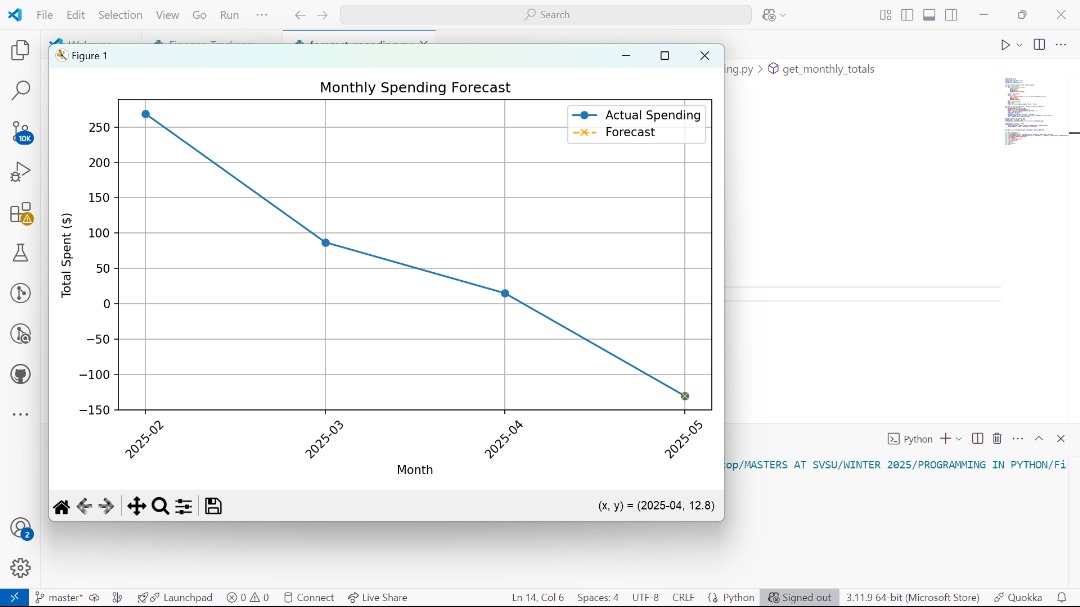 File Edit Selection View Go Run ··· Search
Figure 1
ing.py > get_monthly_totals
Monthly Spending Forecast
Actual Spending
Forecast
Total Spent ($)
250
200
150
100
50
0
−50
−100
−150
2025-02 2025-03 2025-04 2025-05
Month
(x, y) = (2025-04, 12.8)
10K
2
Python
op/MASTERS AT SVSU/WINTER 2025/PROGRAMMING IN PYTHON/Fi
master* Launchpad 0 0 Connect Live Share Ln 14, Col 6 Spaces: 4 UTF-8 CRLF {} Python Signed out 3.11.9 64-bit (Microsoft Store) Quokka